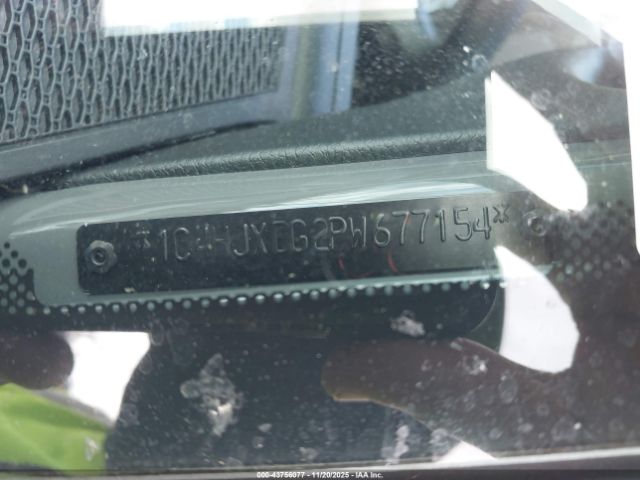 *1C4HJXEG2PW677154*
000-43756077 - 11/20/2025 - IAA Inc.